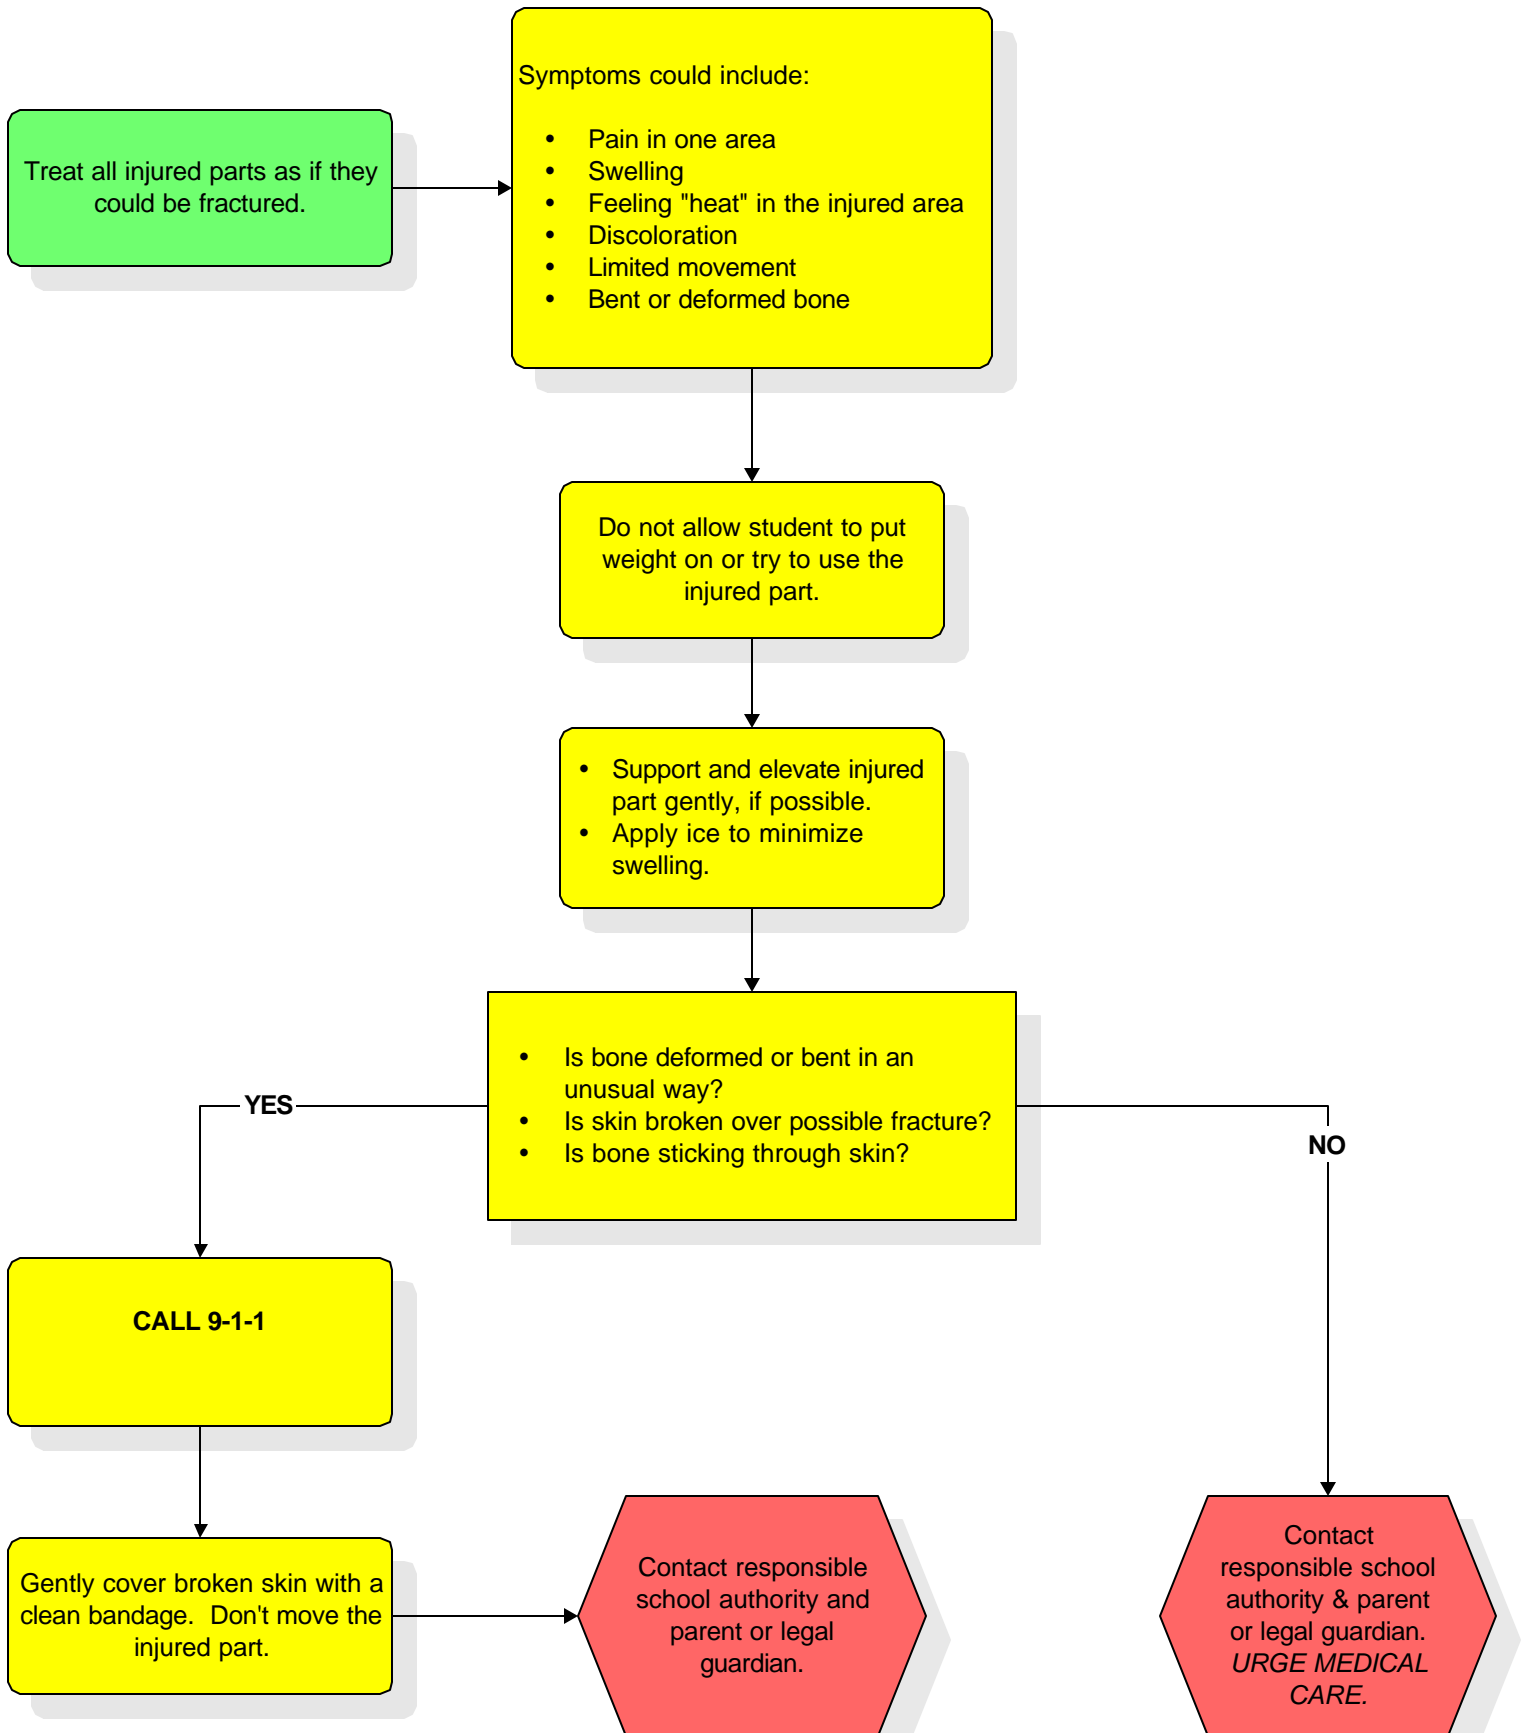 Treat all injured parts as if they
could be fractured.
Symptoms could include:
• Pain in one area
• Swelling
• Feeling "heat" in the injured area
• Discoloration
• Limited movement
• Bent or deformed bone
Do not allow student to put
weight on or try to use the
injured part.
• Support and elevate injured
part gently, if possible.
• Apply ice to minimize
swelling.
• Is bone deformed or bent in an
unusual way?
• Is skin broken over possible fracture?
• Is bone sticking through skin?
YES
NO
CALL 9-1-1
Gently cover broken skin with a
clean bandage.  Don't move the
injured part.
Contact responsible
school authority and
parent or legal
guardian.
Contact
responsible school
authority & parent
or legal guardian.
URGE MEDICAL
CARE.